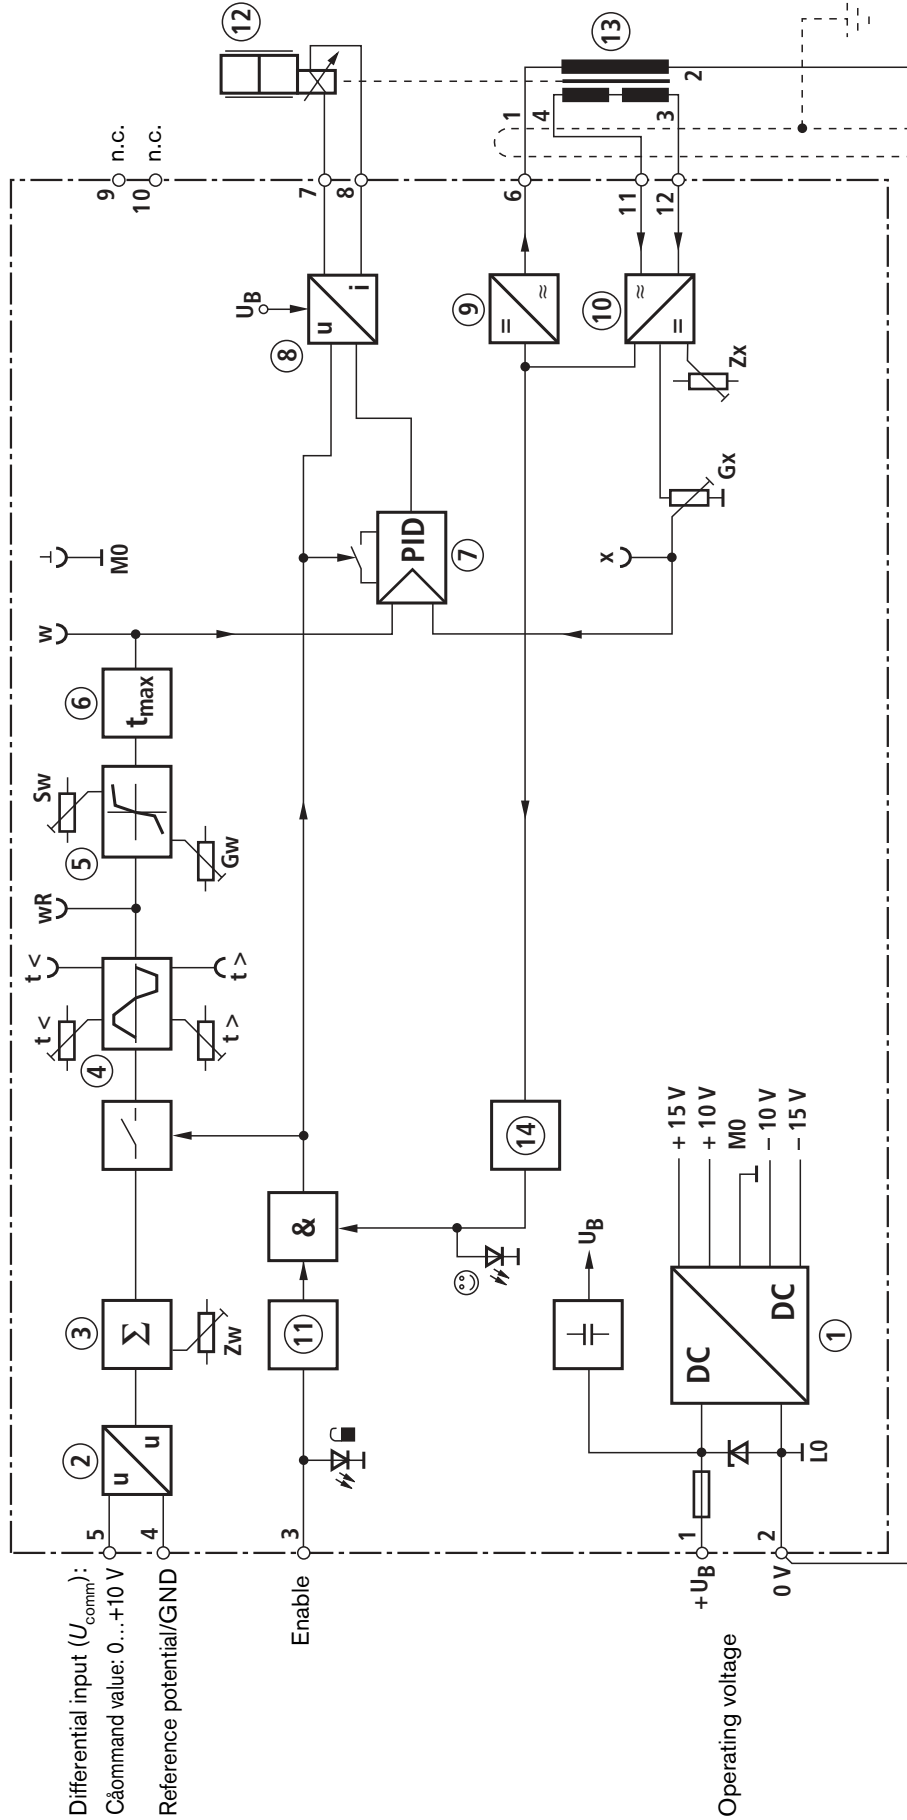 Differential input (Ucomm):
Cåommand value: 0...+10 V
Reference potential/GND
Enable
Operating voltage
5
4
3
+UB
1
0 V
2
2
u
u
3
Σ
Zw
4
t <
t <
t >
t >
wR
5
Sw
Gw
6
tmax
w
⊥
M0
9
n.c.
10
n.c.
11
&
14
7
PID
8
u
i
UB
7
8
12
9
=
≈
6
10
≈
=
11
12
13
1
4
3
2
x
Gx
Zx
UB
DC
DC
1
L0
+ 15 V
+ 10 V
M0
– 10 V
– 15 V